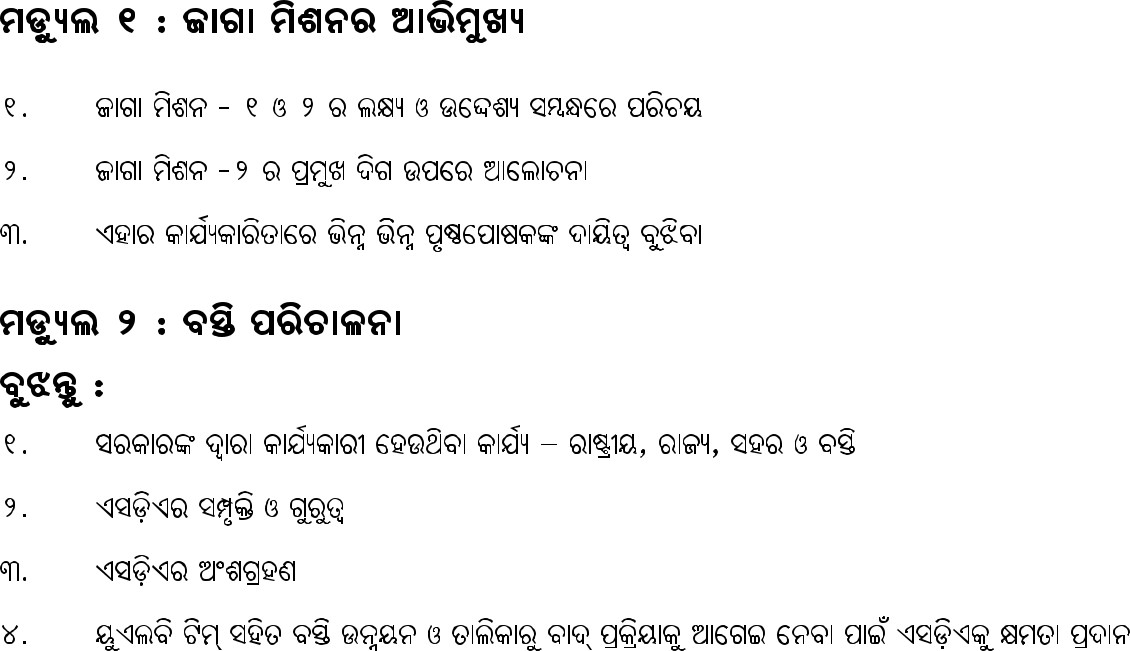 ମଡ୍ୟୁଲ ୧ : ଜାଗା ମିଶନର ଆଭିମୁଖ୍ୟ
୧. ଜାଗା ମିଶନ - ୧ ଓ ୨ ର ଲକ୍ଷ୍ୟ ଓ ଉଦ୍ଦେଶ୍ୟ ସମ୍ବନ୍ଧରେ ପରିଚୟ
୨. ଜାଗା ମିଶନ -୨ ର ପ୍ରମୁଖ ଦିଗ ଉପରେ ଆଲୋଚନା
୩. ଏହାର କାର୍ଯ୍ୟକାରିତାରେ ଭିନ୍ନ ଭିନ୍ନ ପୃଷ୍ଠପୋଷକଙ୍କ ଦାୟିତ୍ୱ ବୁଝିବା
ମଡ୍ୟୁଲ ୨ : ବସ୍ତି ପରିଚାଳନା
ବୁଝନ୍ତୁ :
୧. ସରକାରଙ୍କ ଦ୍ୱାରା କାର୍ଯ୍ୟକାରୀ ହେଉଥିବା କାର୍ଯ୍ୟ – ରାଷ୍ଟ୍ରୀୟ, ରାଜ୍ୟ, ସହର ଓ ବସ୍ତି
୨. ଏସଡ଼ିଏର ସମ୍ପୃକ୍ତି ଓ ଗୁରୁତ୍ୱ
୩. ଏସଡ଼ିଏର ଅଂଶଗ୍ରହଣ
୪. ୟୁଏଲବି ଟିମ୍ ସହିତ ବସ୍ତି ଉନ୍ନୟନ ଓ ତାଲିକାରୁ ବାଦ୍ ପ୍ରକ୍ରିୟାକୁ ଆଗେଇ ନେବା ପାଇଁ ଏସଡ଼ିଏକୁ କ୍ଷମତା ପ୍ରଦାନ